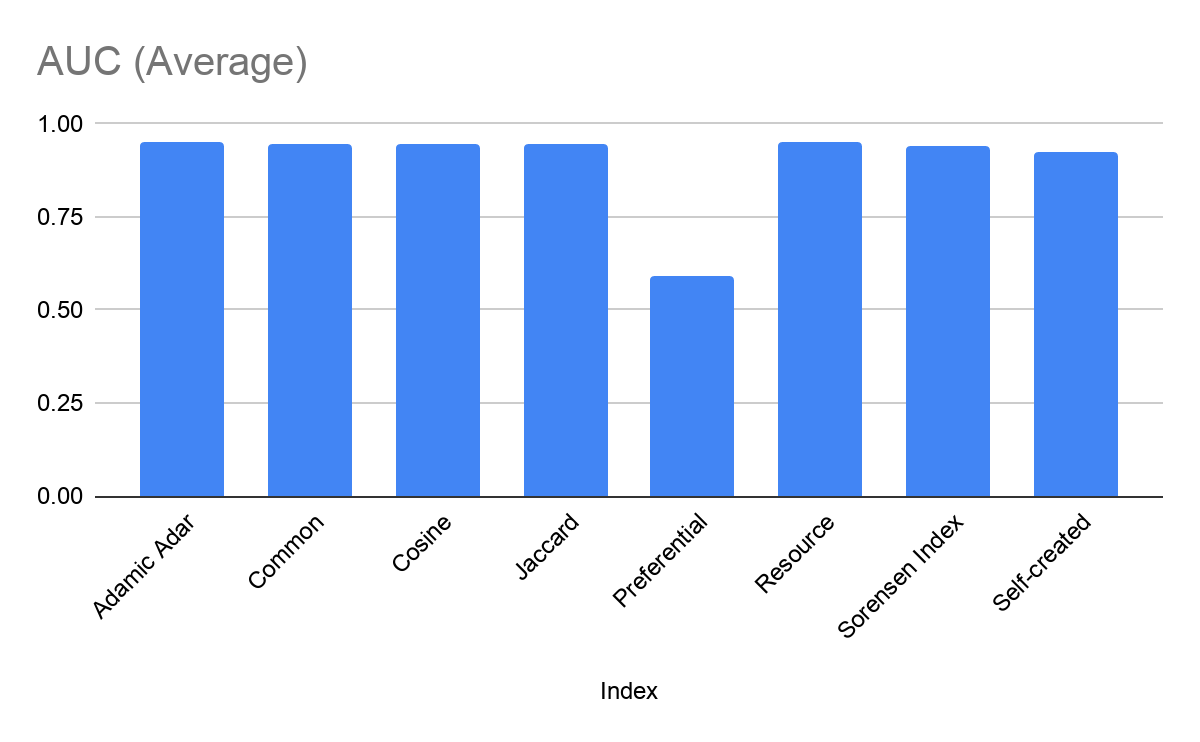 AUC (Average)
1.00
0.75
0.50
0.25
0.00
Adamic Adar
Common
Cosine
Jaccard
Preferential
Resource
Sorensen Index
Self-created
Index